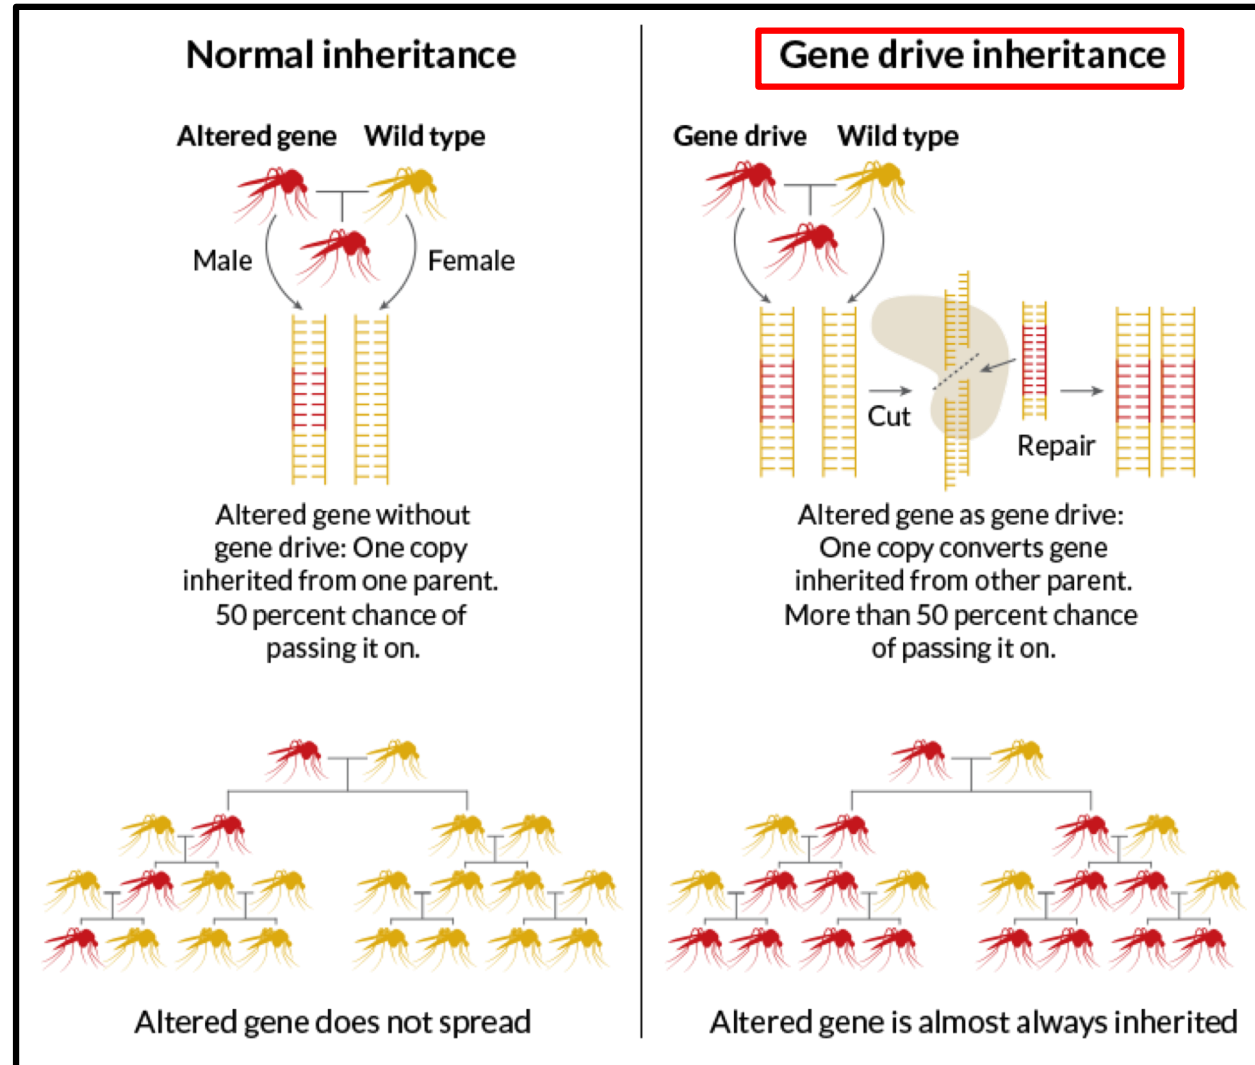 Normal inheritance
Altered gene Wild type
Male
Female
Altered gene without
gene drive: One copy
inherited from one parent.
50 percent chance of
passing it on.
Altered gene does not spread
Gene drive inheritance
Gene drive Wild type
Cut
Repair
Altered gene as gene drive:
One copy converts gene
inherited from other parent.
More than 50 percent chance
of passing it on.
Altered gene is almost always inherited